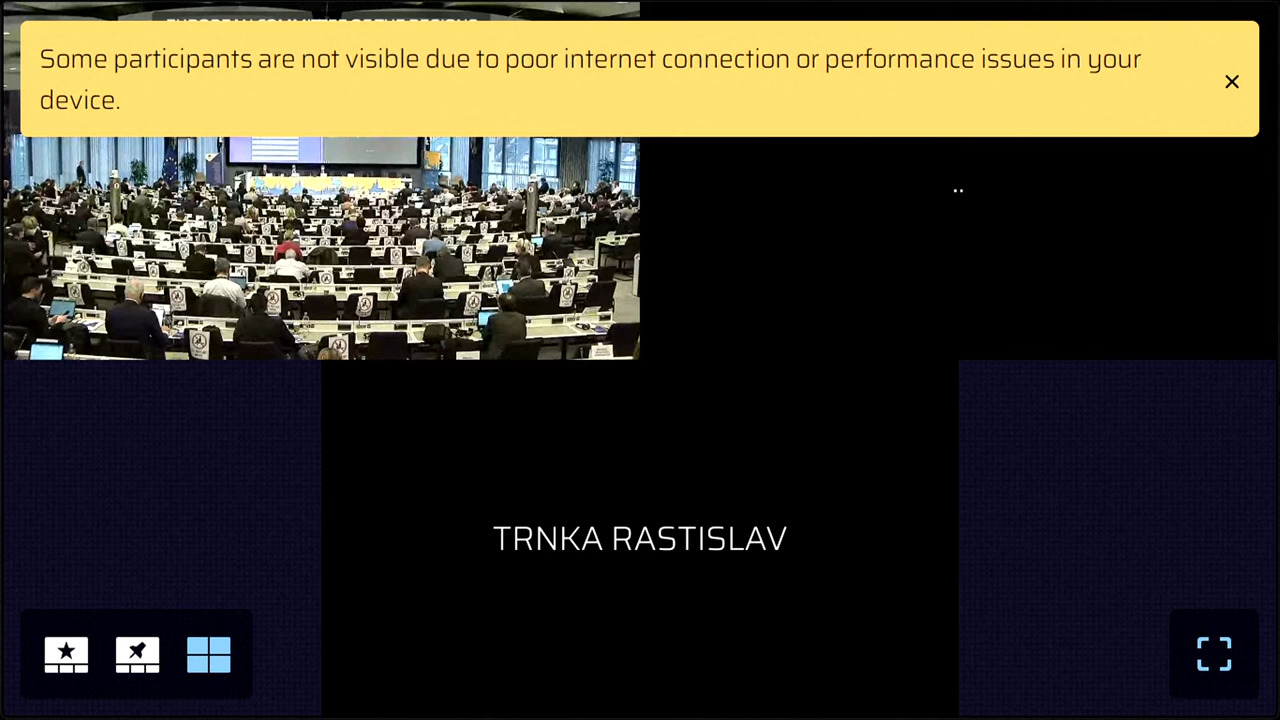 Some participants are not visible due to poor internet connection or performance issues in your
device.
..
TRNKA RASTISLAV